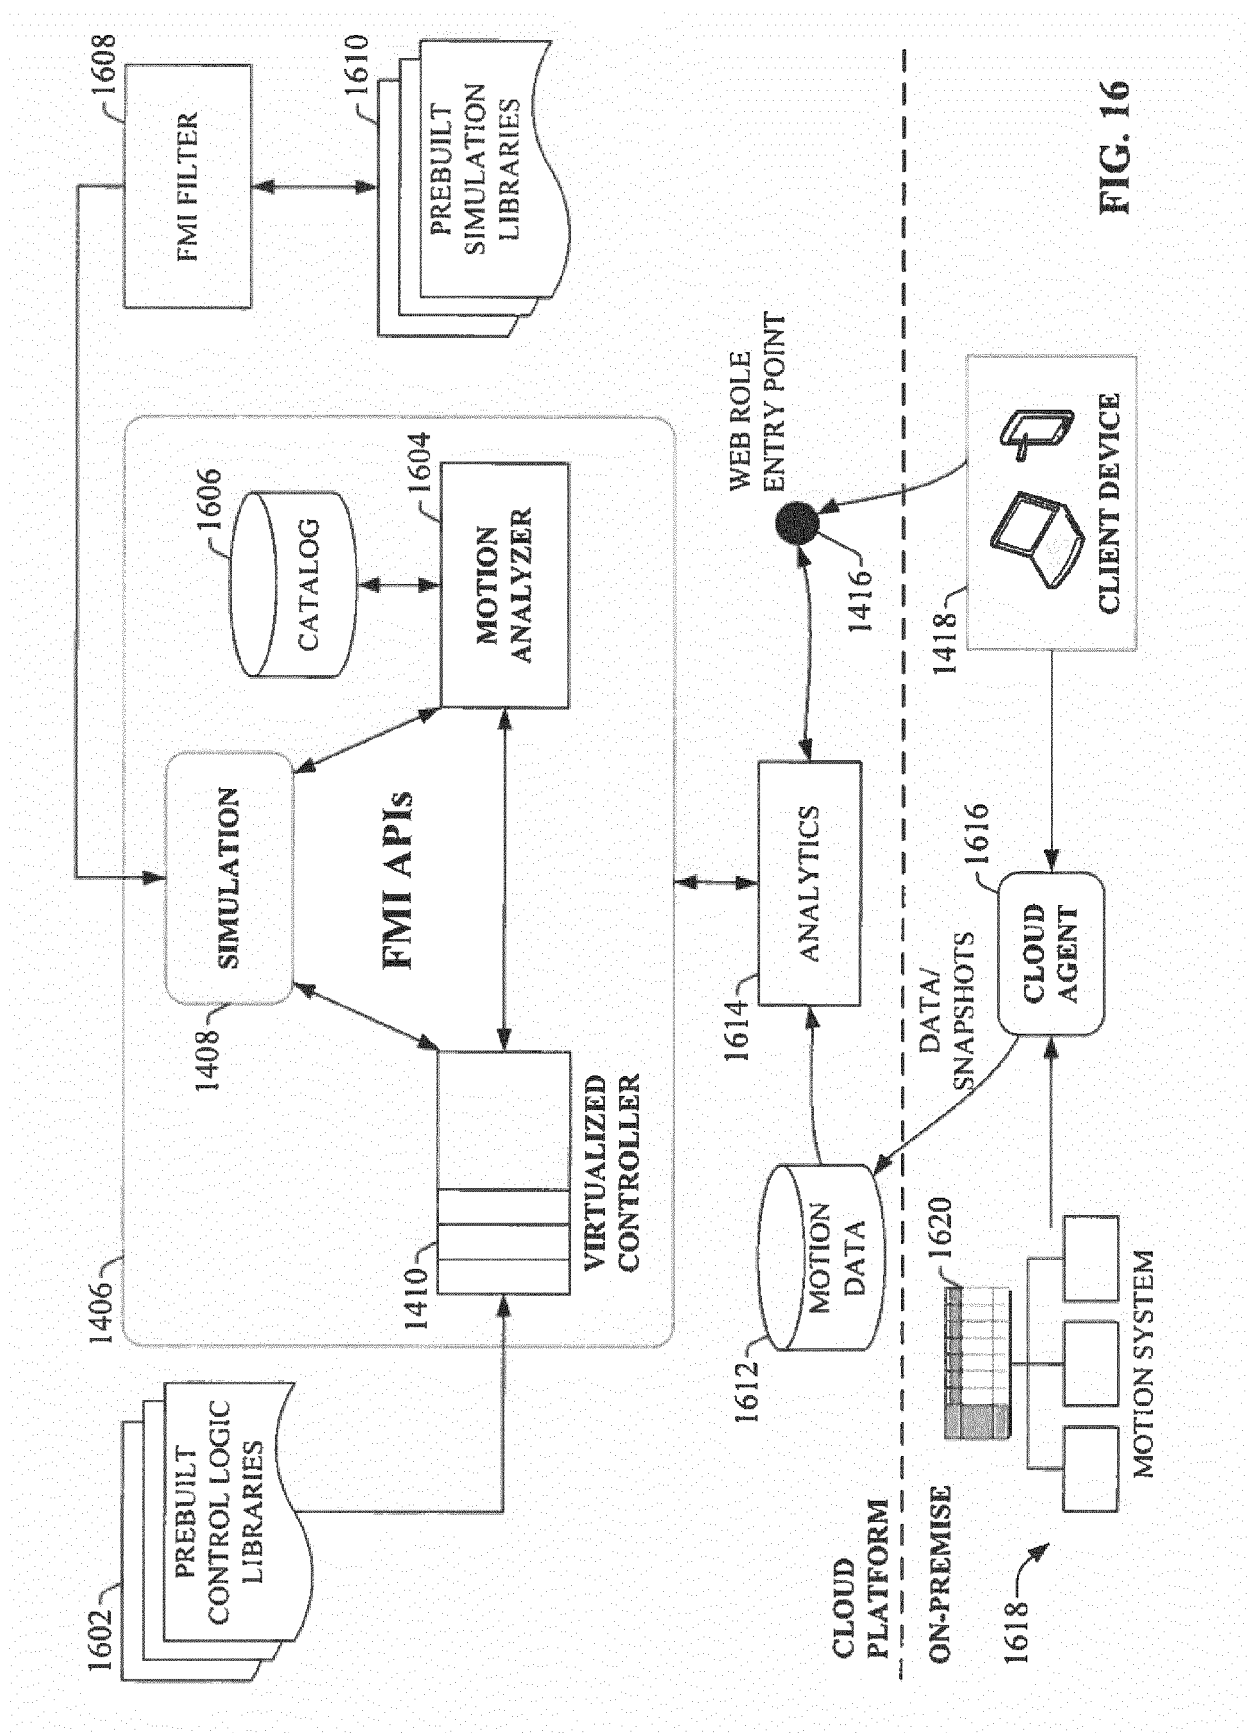 1602
PREBUILT
CONTROL LOGIC
LIBRARIES
1406
1408
SIMULATION
1606
CATALOG
1608
FMI FILTER
FMI APIs
1410
VIRTUALIZED
CONTROLLER
1604
MOTION
ANALYZER
1610
PREBUILT
SIMULATION
LIBRARIES
1612
MOTION
DATA
1614
ANALYTICS
1416
WEB ROLE
ENTRY POINT
CLOUD
PLATFORM
ON-PREMISE
1618
1620
MOTION SYSTEM
DATA/
SNAPSHOTS
1616
CLOUD
AGENT
1418
CLIENT DEVICE
FIG. 16